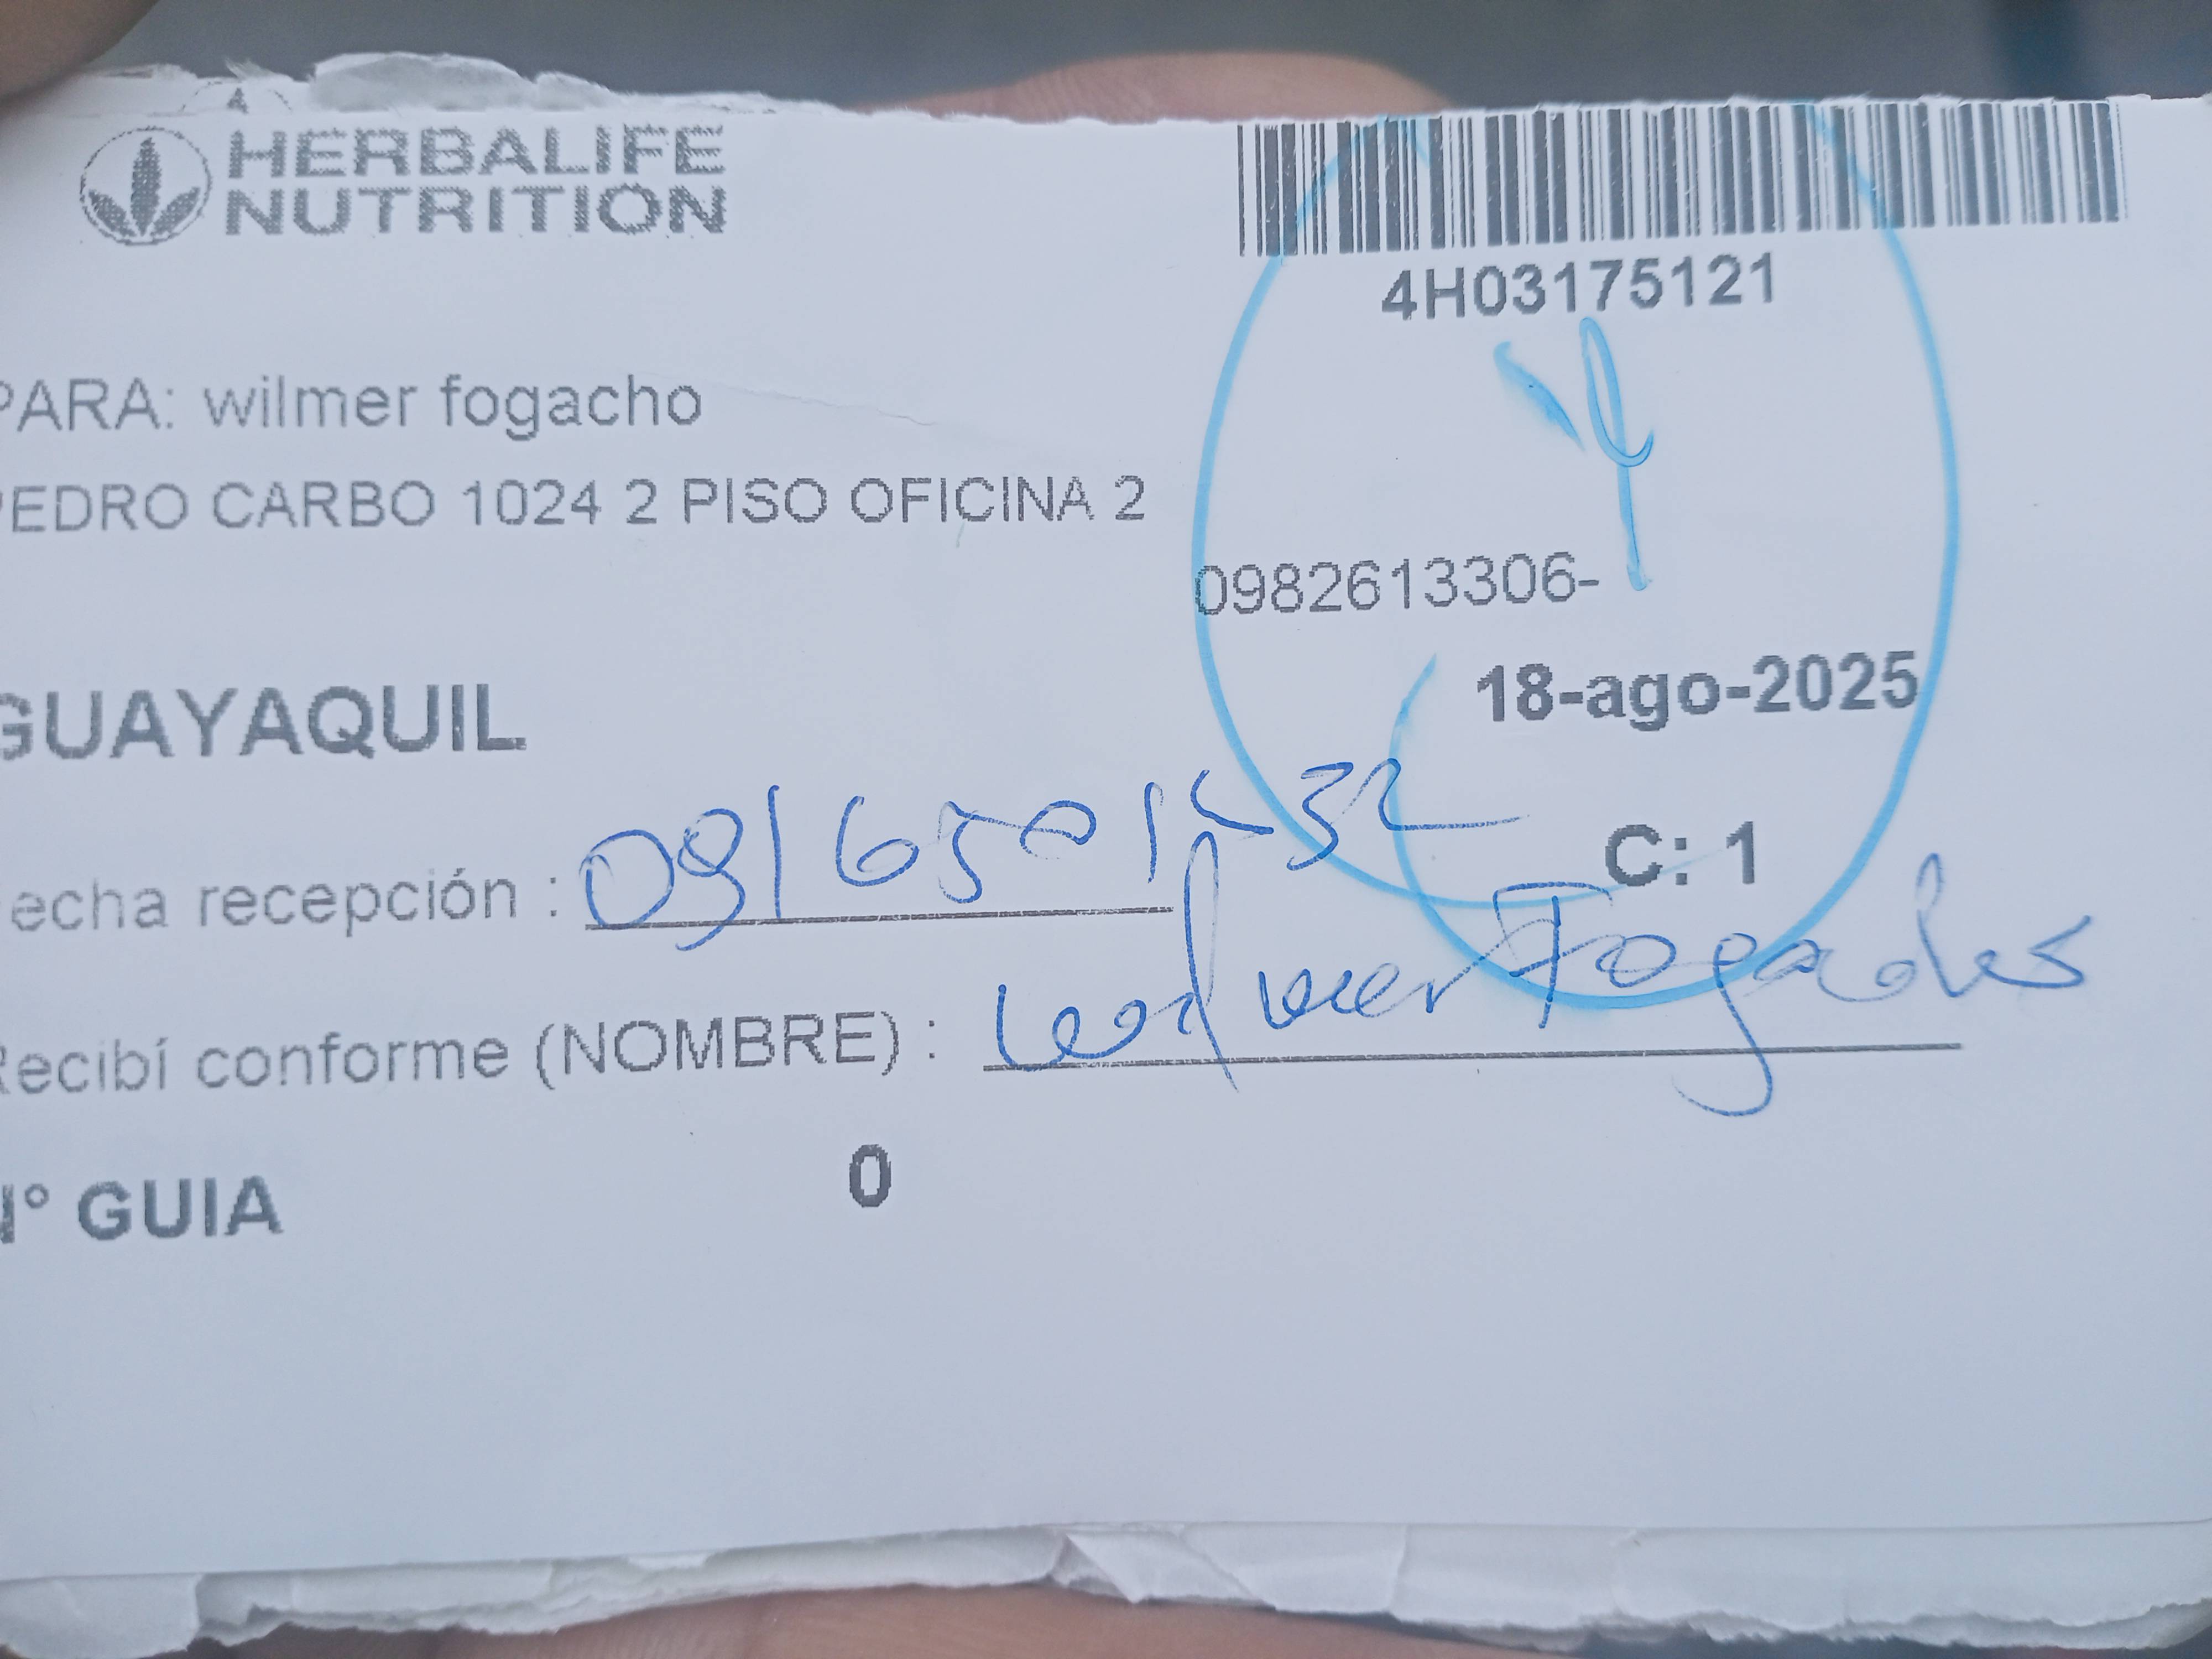 HERBALIFE
NUTRITION
4H03175121
PARA: wilmer fogacho
PEDRO CARBO 1024 2 PISO OFICINA 2
0982613306-
18-ago-2025
GUAYAQUIL
C: 1
echa recepción :
Recibí conforme (NOMBRE) : Wilmer
N° GUIA 0